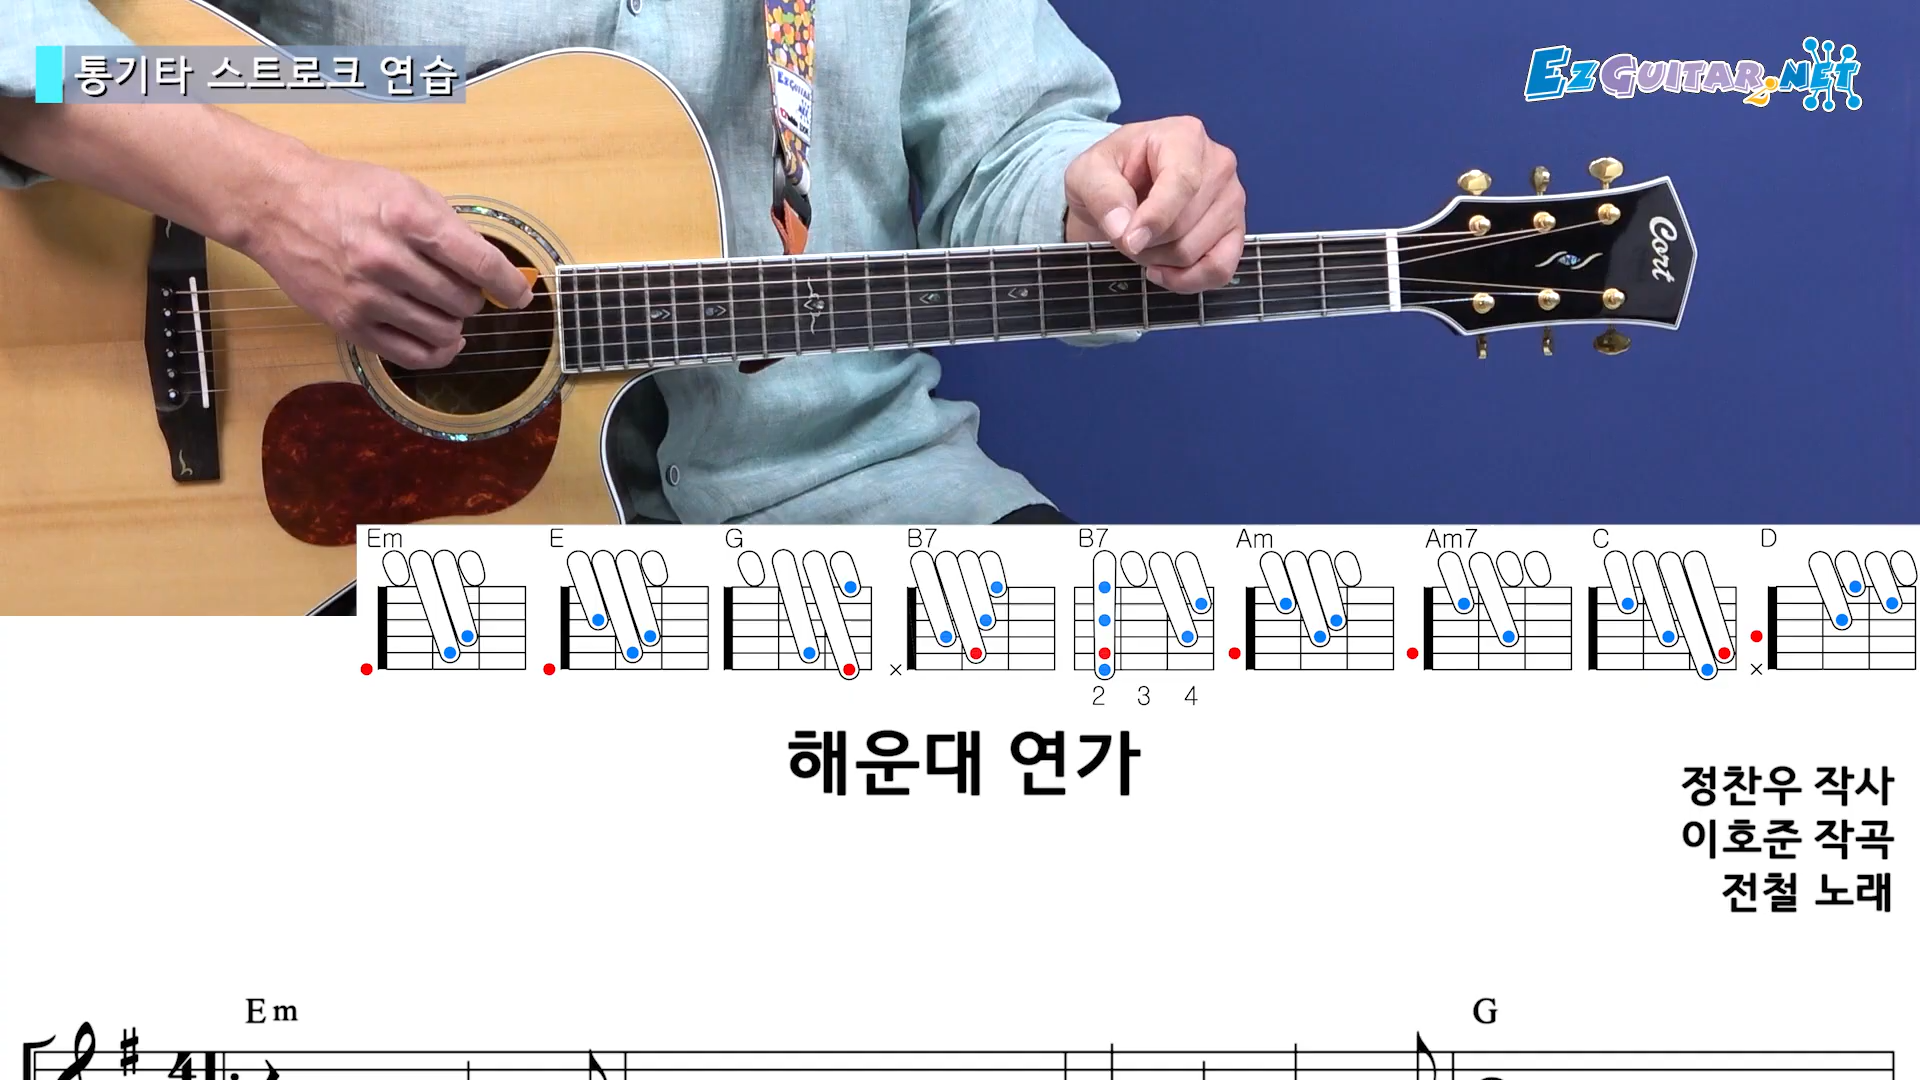 통기타 스트로크 연습
EZGUITAR2.NET
EZGUITAR
Cort
Em E G B7 B7 Am Am7 C D
× ×
2 3 4
해운대 연가
정찬우 작사
이호준 작곡
전철 노래
Em G
4